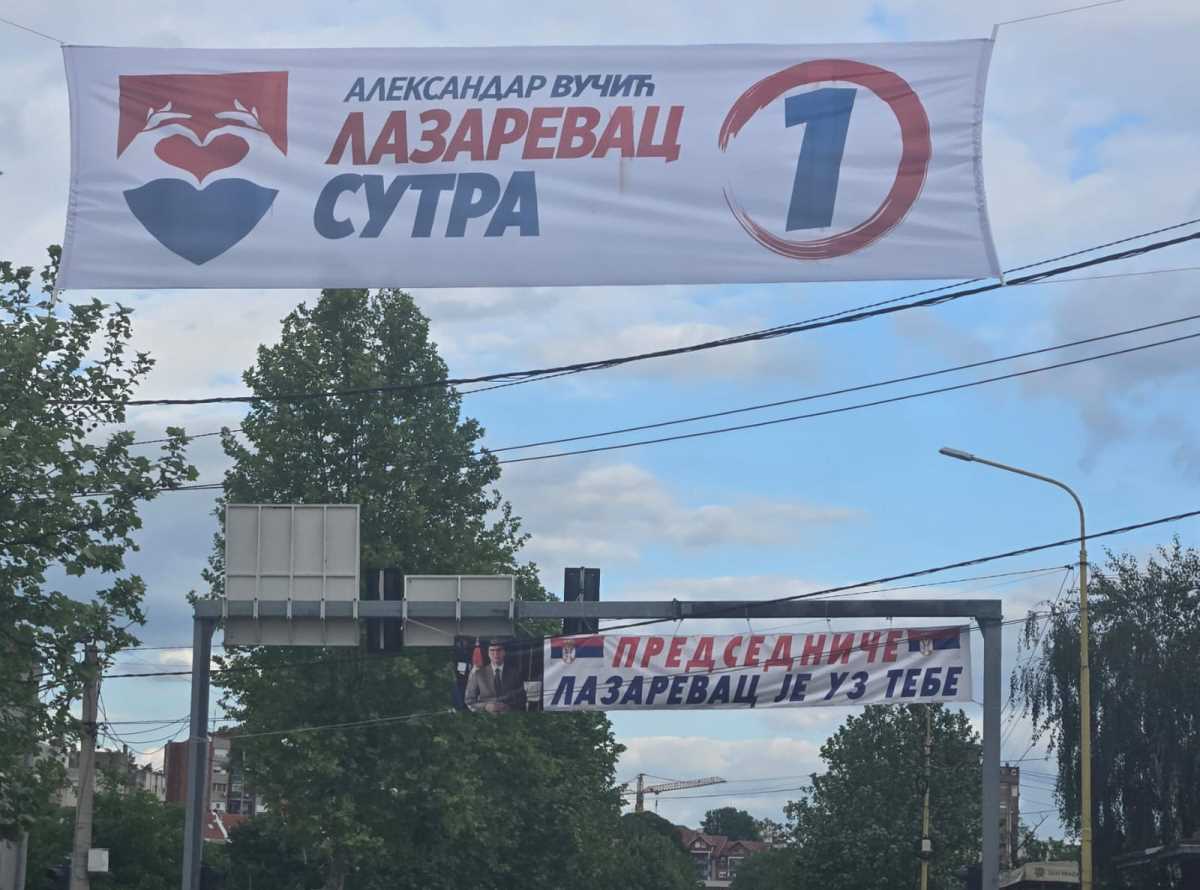 АЛЕКСАНДАР ВУЧИЋ
ЛАЗАРЕВАЦ
СУТРА
1
ПРЕДСЕДНИЧЕ
ЛАЗАРЕВАЦ ЈЕ УЗ ТЕБЕ